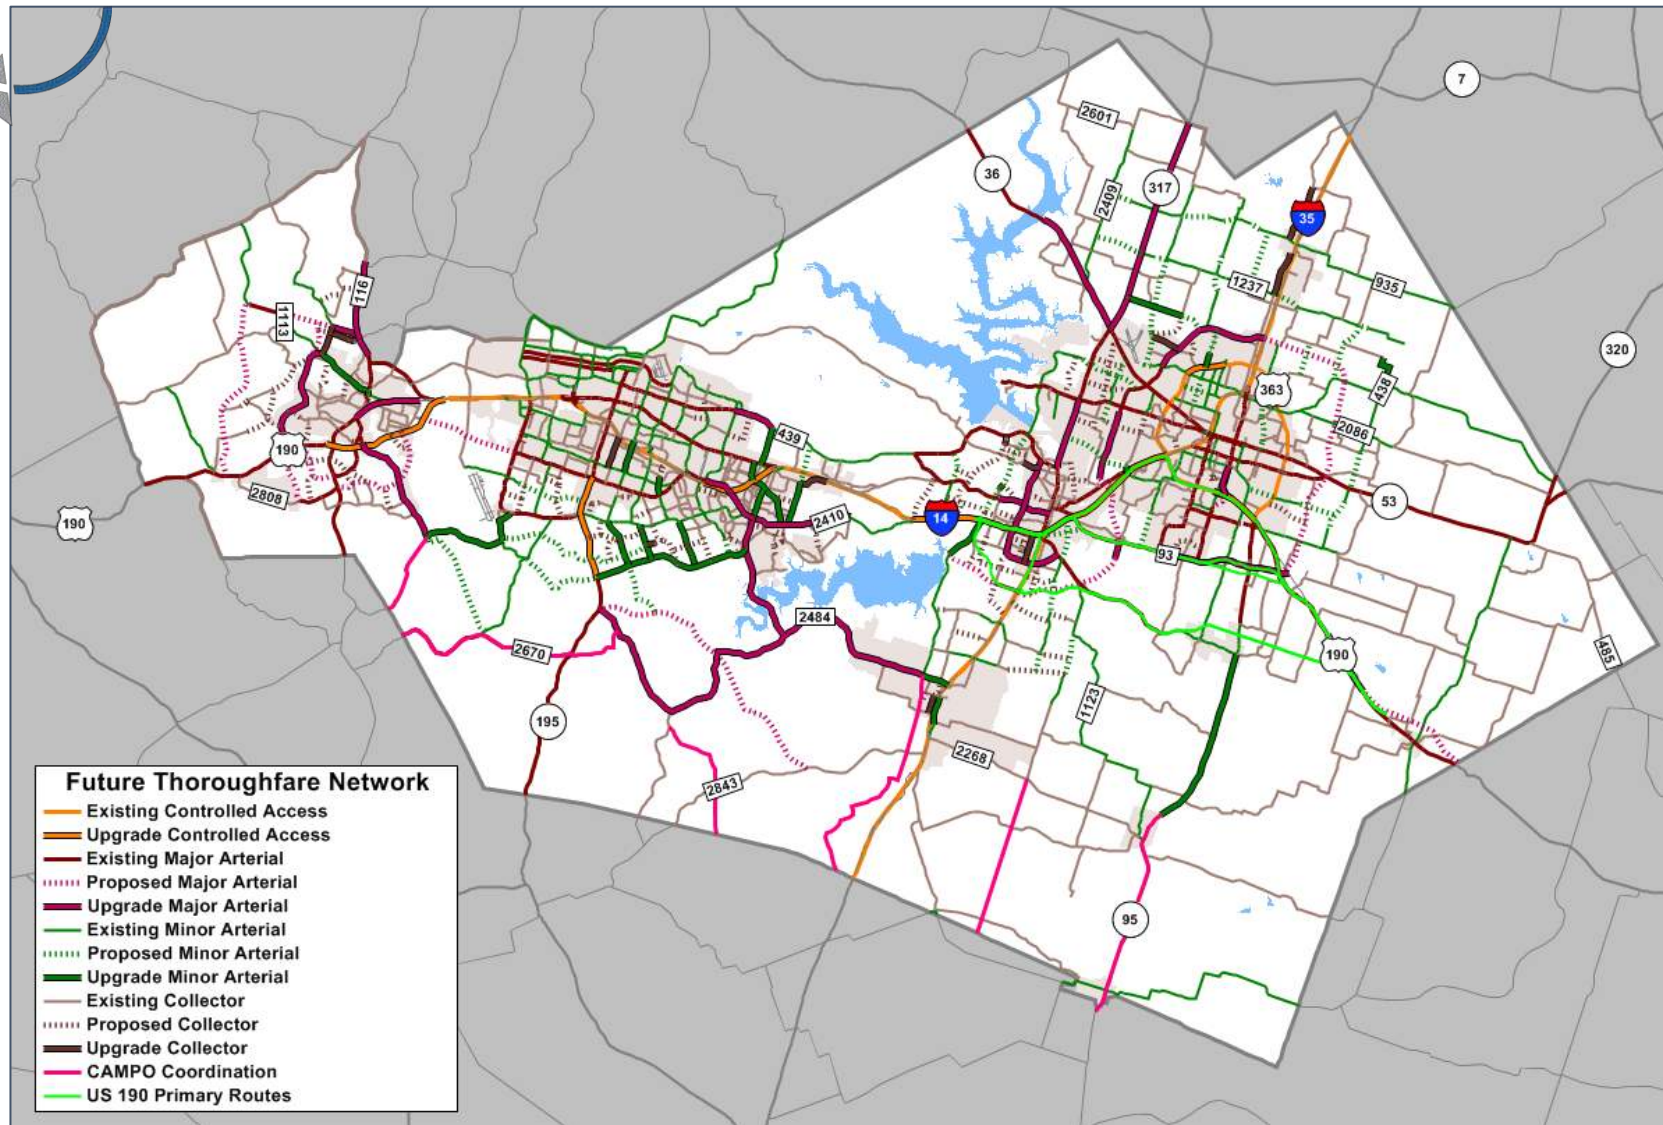 7
2601
36
317
2409
35
116
1113
1237
935
320
363
438
439
2086
190
2808
190
53
14
2410
93
2484
2670
190
485
195
1123
2268
2843
95
Future Thoroughfare Network
Existing Controlled Access
Upgrade Controlled Access
Existing Major Arterial
Proposed Major Arterial
Upgrade Major Arterial
Existing Minor Arterial
Proposed Minor Arterial
Upgrade Minor Arterial
Existing Collector
Proposed Collector
Upgrade Collector
CAMPO Coordination
US 190 Primary Routes